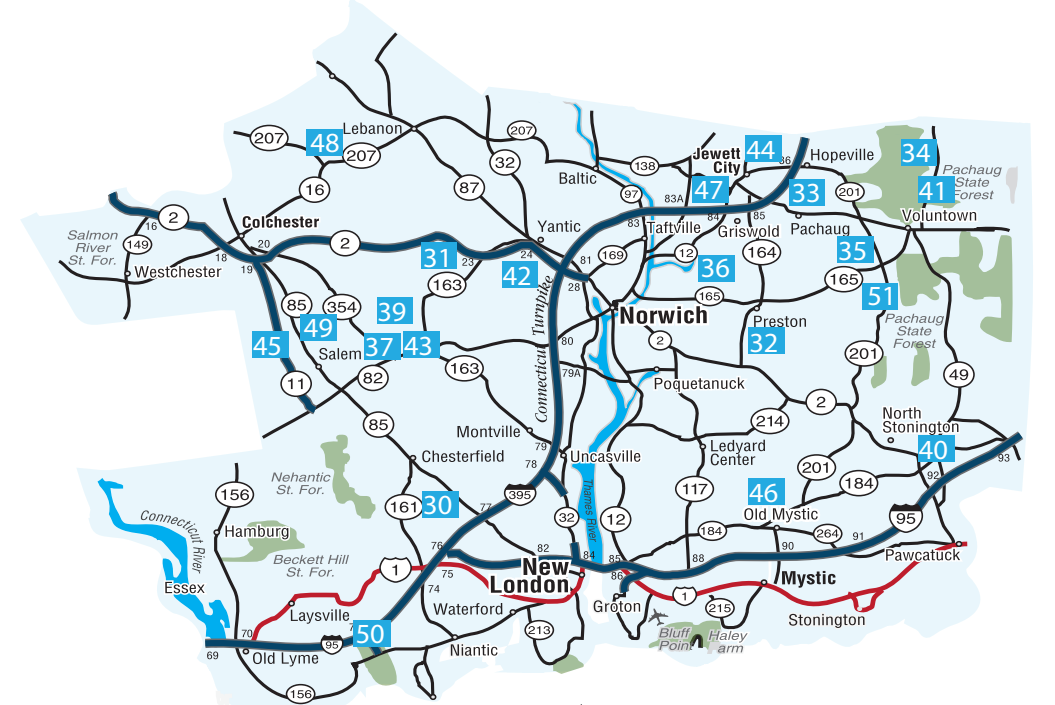 Lebanon
207
207
48
207
16
32
87
138
Jewett
City
44
86
Hopeville
34
Pachaug
State
Forest
Baltic
97
47
83A
33
201
41
Voluntown
2
16
Colchester
Yantic
83
Taftville
84
85
Griswold
Pachaug
Salmon
River
St. For.
149
18
20
19
2
31
23
24
81
169
12
36
164
35
Westchester
163
42
28
165
165
51
85
354
39
49
Norwich
Connecticut Turnpike
2
Preston
32
Pachaug
State
Forest
45
Salem
37
43
80
201
11
82
163
79A
Poquetanuck
49
85
214
2
Montville
79
North
Stonington
Chesterfield
78
Uncasville
Ledyard
Center
40
93
Nehantic
St. For.
92
156
161
30
77
395
117
46
201
184
Connecticut River
Thames River
32
12
Old Mystic
95
Hamburg
184
264
91
76
82
84
85
90
Pawcatuck
Beckett Hill
St. For.
1
75
New
London
88
86
Essex
74
1
Mystic
Laysville
Waterford
Groton
215
Stonington
50
213
70
7
95
Bluff
Point
Haley
arm
69
Old Lyme
Niantic
156